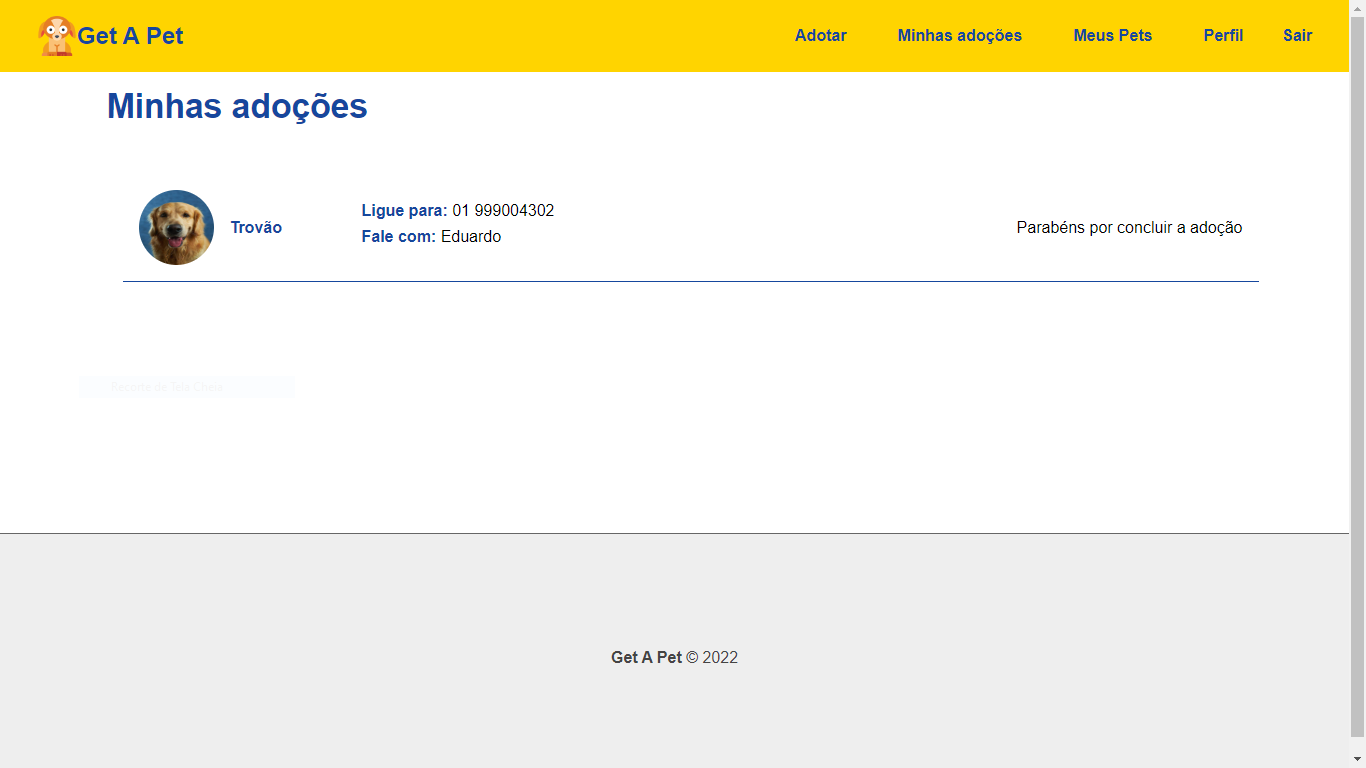 Get A Pet
Adotar
Minhas adoções
Meus Pets
Perfil
Sair
Minhas adoções
Trovão
Ligue para: 01 999004302
Fale com: Eduardo
Parabéns por concluir a adoção
Recorte de Tela Cheia
Get A Pet © 2022